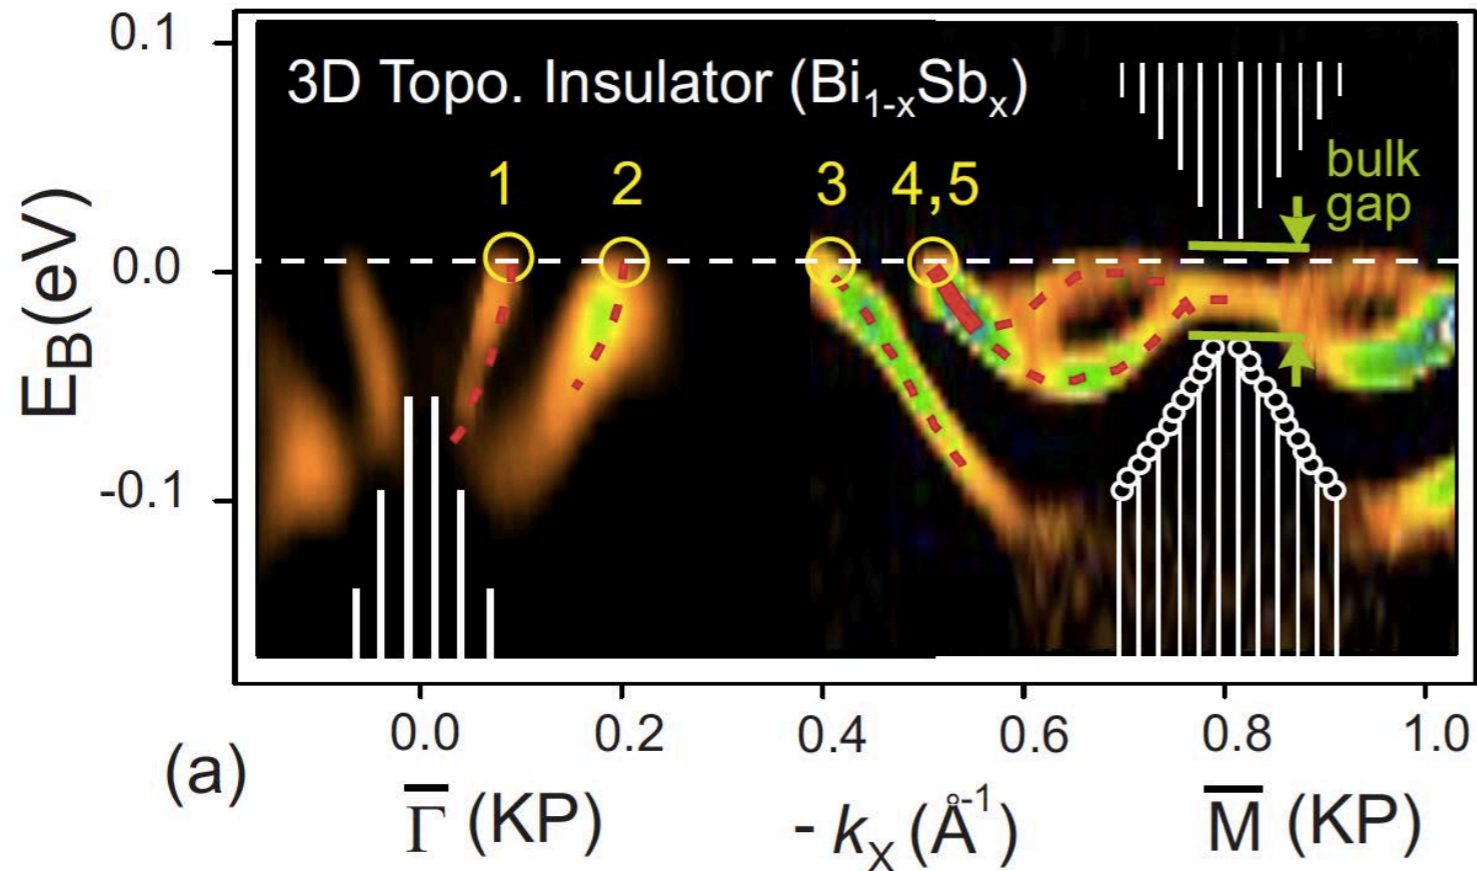 0.1
3D Topo. Insulator (Bi₁₋ₓSbₓ)
1 2 3 4,5
bulk
gap
0.0
E_B(eV)
-0.1
0.0 0.2 0.4 0.6 0.8 1.0
(a)
Γ̅ (KP) - kₓ (Å⁻¹) M̅ (KP)